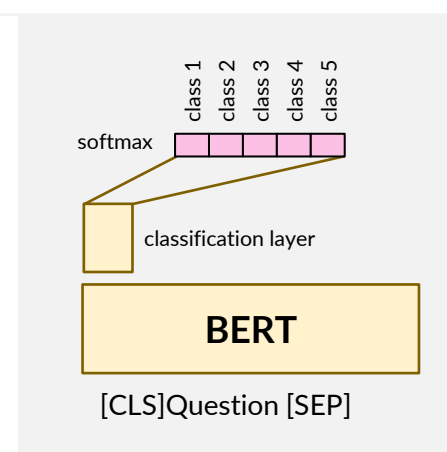 class 1
class 2
class 3
class 4
class 5
softmax
classification layer
BERT
[CLS]Question [SEP]